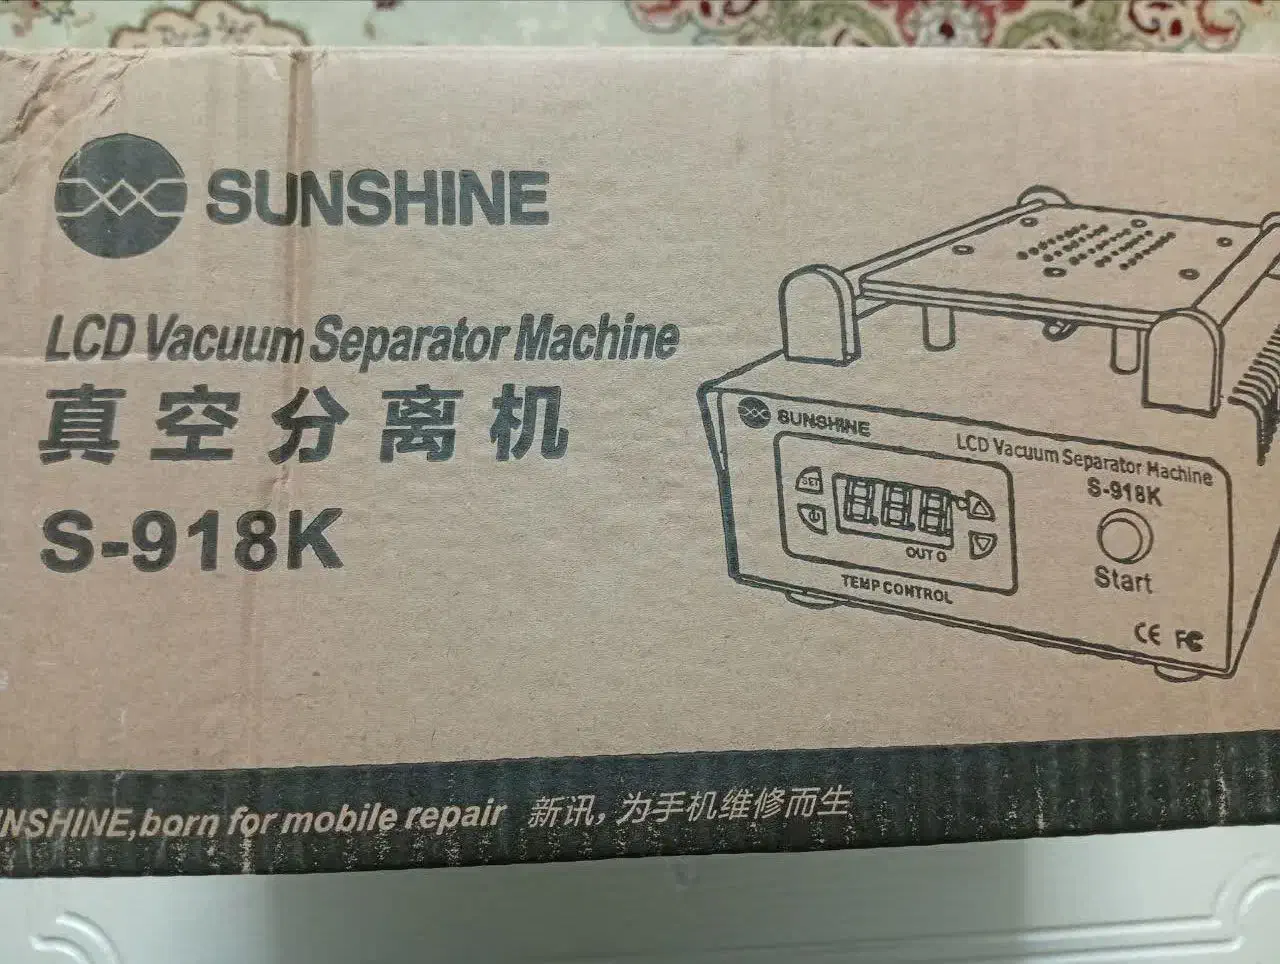 SUNSHINE
LCD Vacuum Separator Machine
真空分离机
S-918K
SUNSHINE
LCD Vacuum Separator Machine
S-918K
SET
888
OUT
TEMP CONTROL
Start
CE FC
NSHINE,born for mobile repair 新讯，为手机维修而生